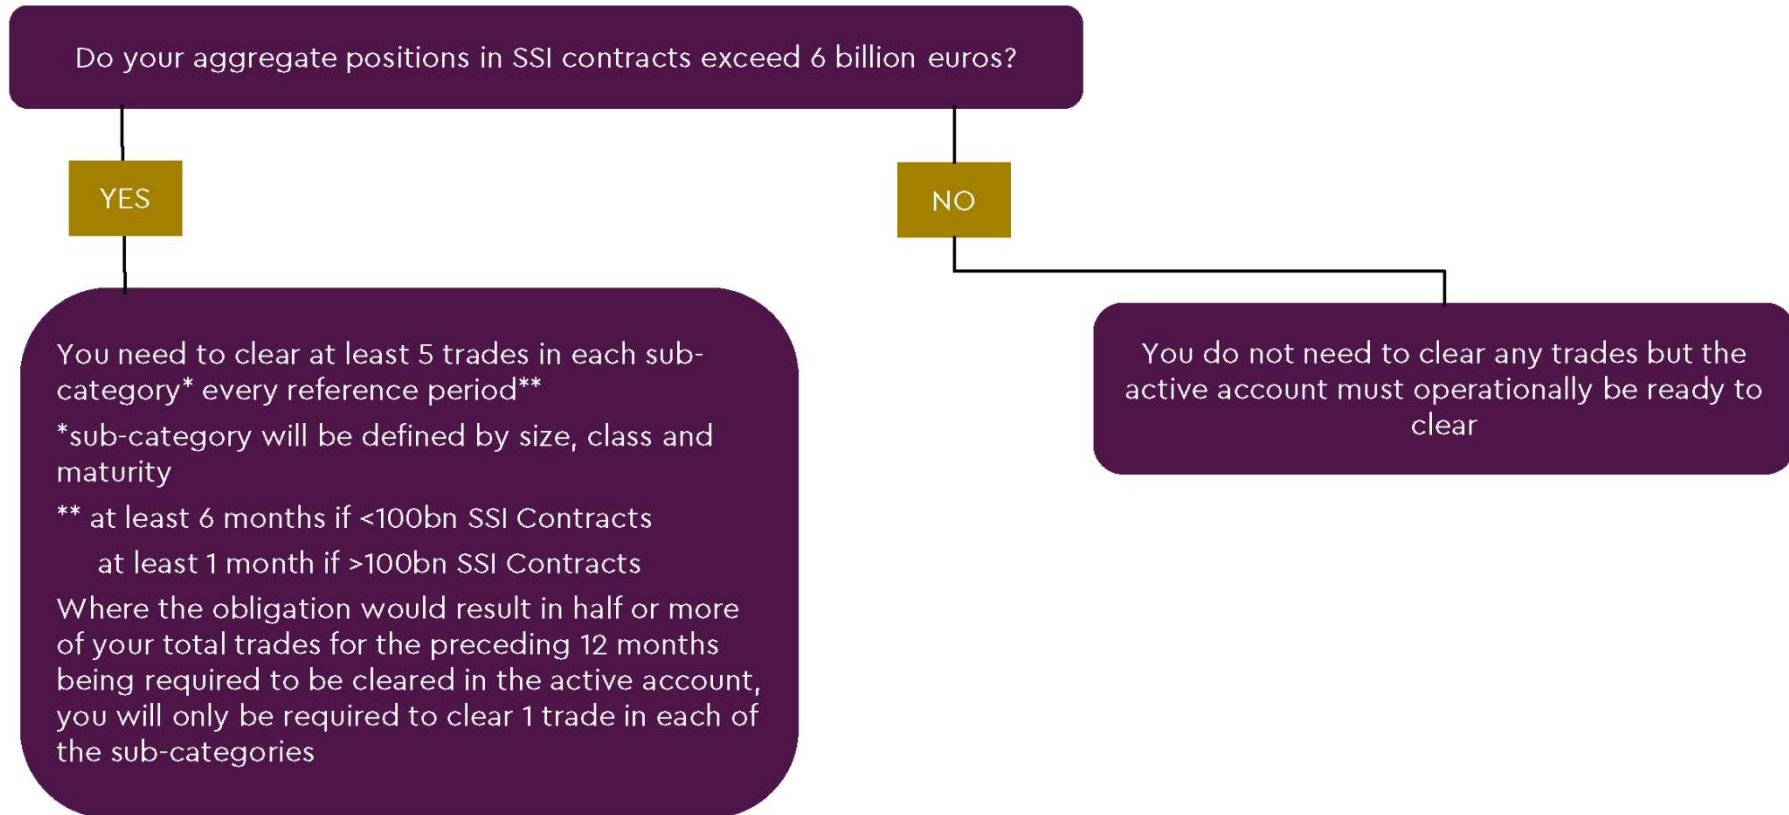 Do your aggregate positions in SSI contracts exceed 6 billion euros?
YES
NO
You need to clear at least 5 trades in each sub-
category* every reference period**
*sub-category will be defined by size, class and
maturity
** at least 6 months if <100bn SSI Contracts
at least 1 month if >100bn SSI Contracts
Where the obligation would result in half or more
of your total trades for the preceding 12 months
being required to be cleared in the active account,
you will only be required to clear 1 trade in each of
the sub-categories
You do not need to clear any trades but the
active account must operationally be ready to
clear